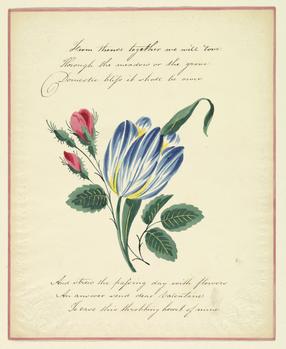 From thence together we will rove
Through the meadow or the grove
Domestic bliss it shall be ours
And strew the passing day with flowers
An answer send dear Valentine
To ease this throbbing heart of mine